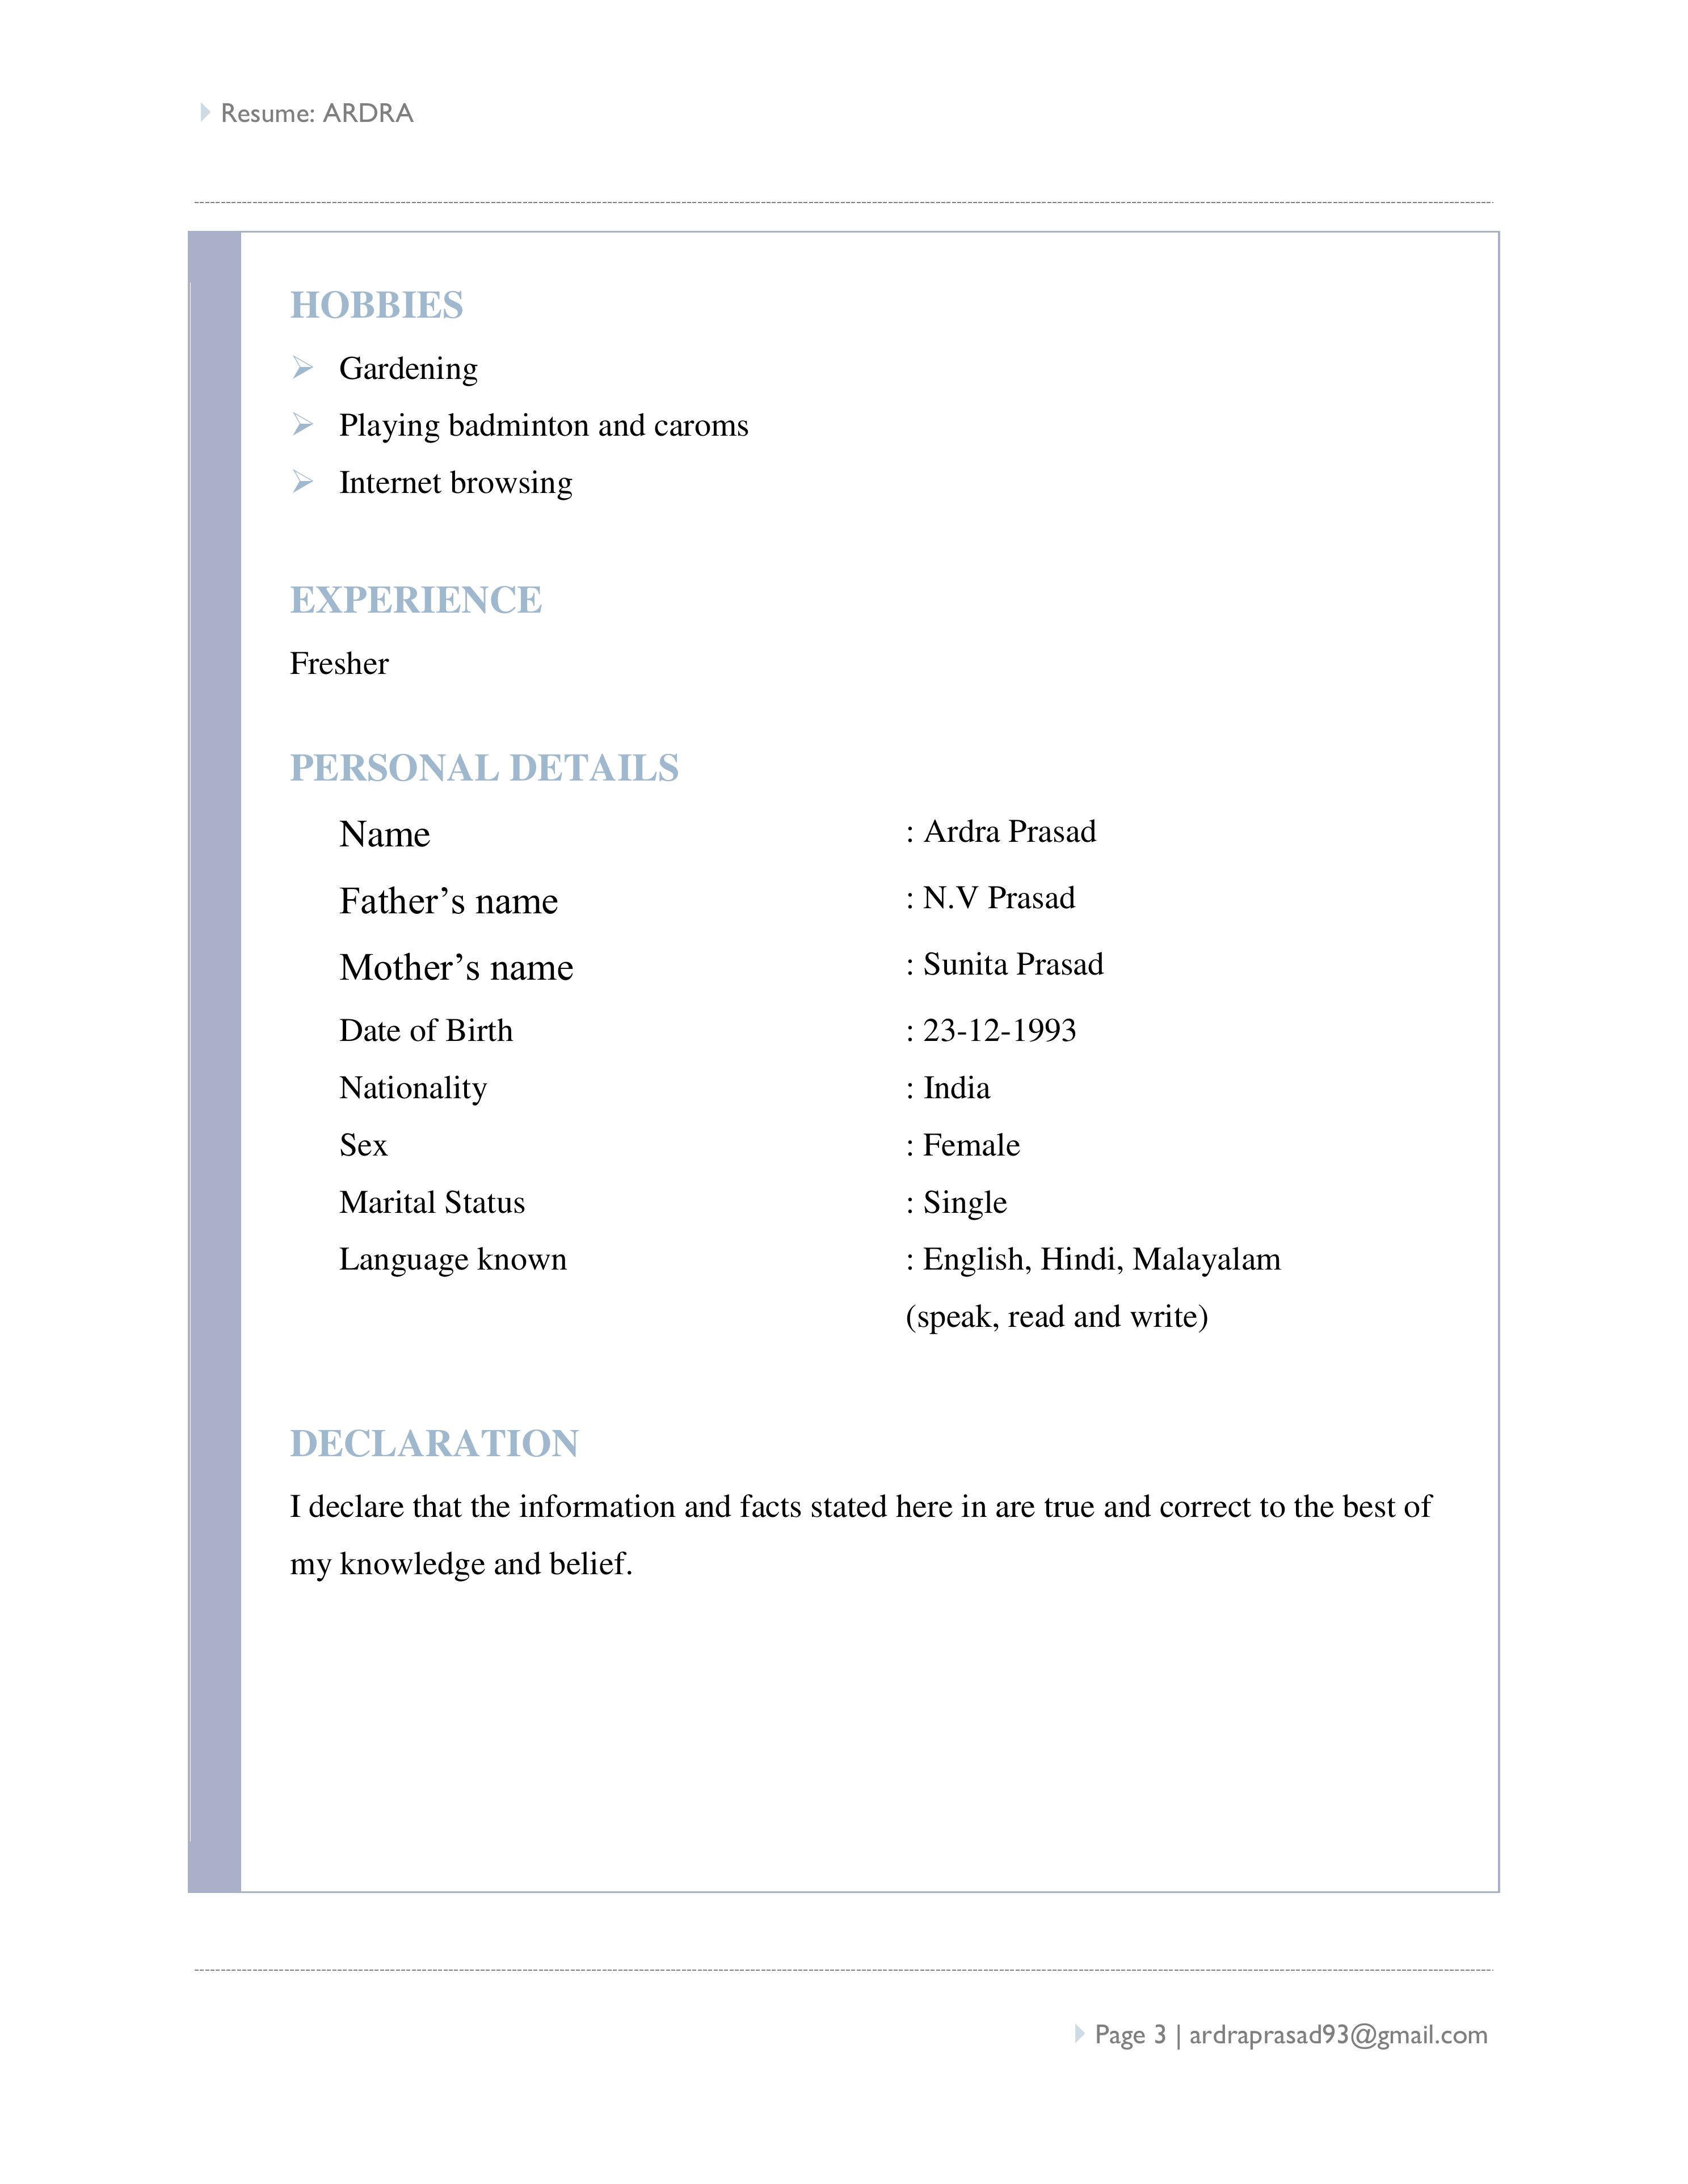 Resume: ARDRA
HOBBIES
Gardening
Playing badminton and caroms
Internet browsing
EXPERIENCE
Fresher
PERSONAL DETAILS
Name : Ardra Prasad
Father’s name : N.V Prasad
Mother’s name : Sunita Prasad
Date of Birth : 23-12-1993
Nationality : India
Sex : Female
Marital Status : Single
Language known : English, Hindi, Malayalam
(speak, read and write)
DECLARATION
I declare that the information and facts stated here in are true and correct to the best of
my knowledge and belief.
Page 3 | ardraprasad93@gmail.com